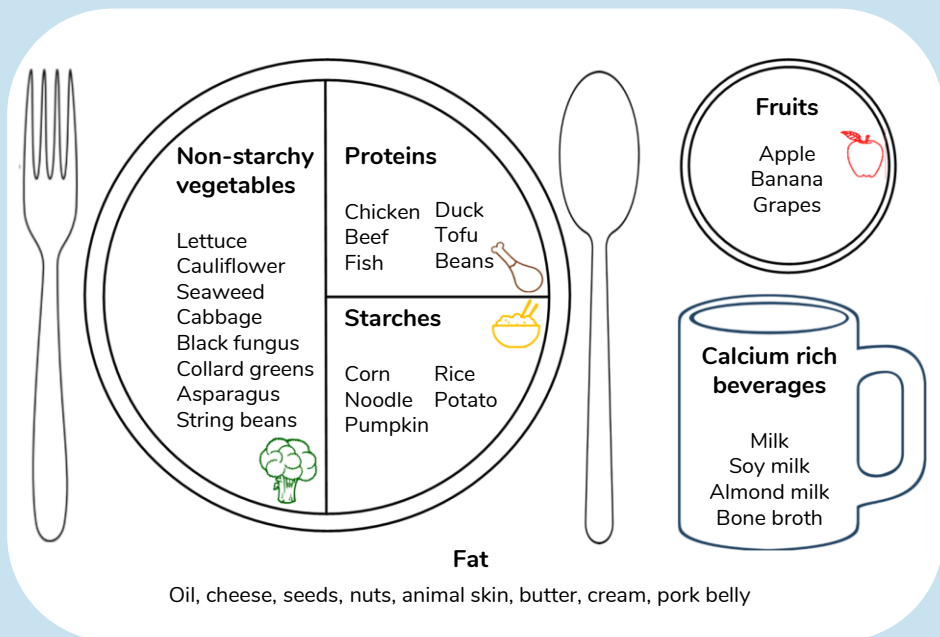 Non-starchy
vegetables
Lettuce
Cauliflower
Seaweed
Cabbage
Black fungus
Collard greens
Asparagus
String beans
Proteins
Chicken
Beef
Fish
Duck
Tofu
Beans
Starches
Corn
Noodle
Pumpkin
Rice
Potato
Fruits
Apple
Banana
Grapes
Calcium rich
beverages
Milk
Soy milk
Almond milk
Bone broth
Fat
Oil, cheese, seeds, nuts, animal skin, butter, cream, pork belly